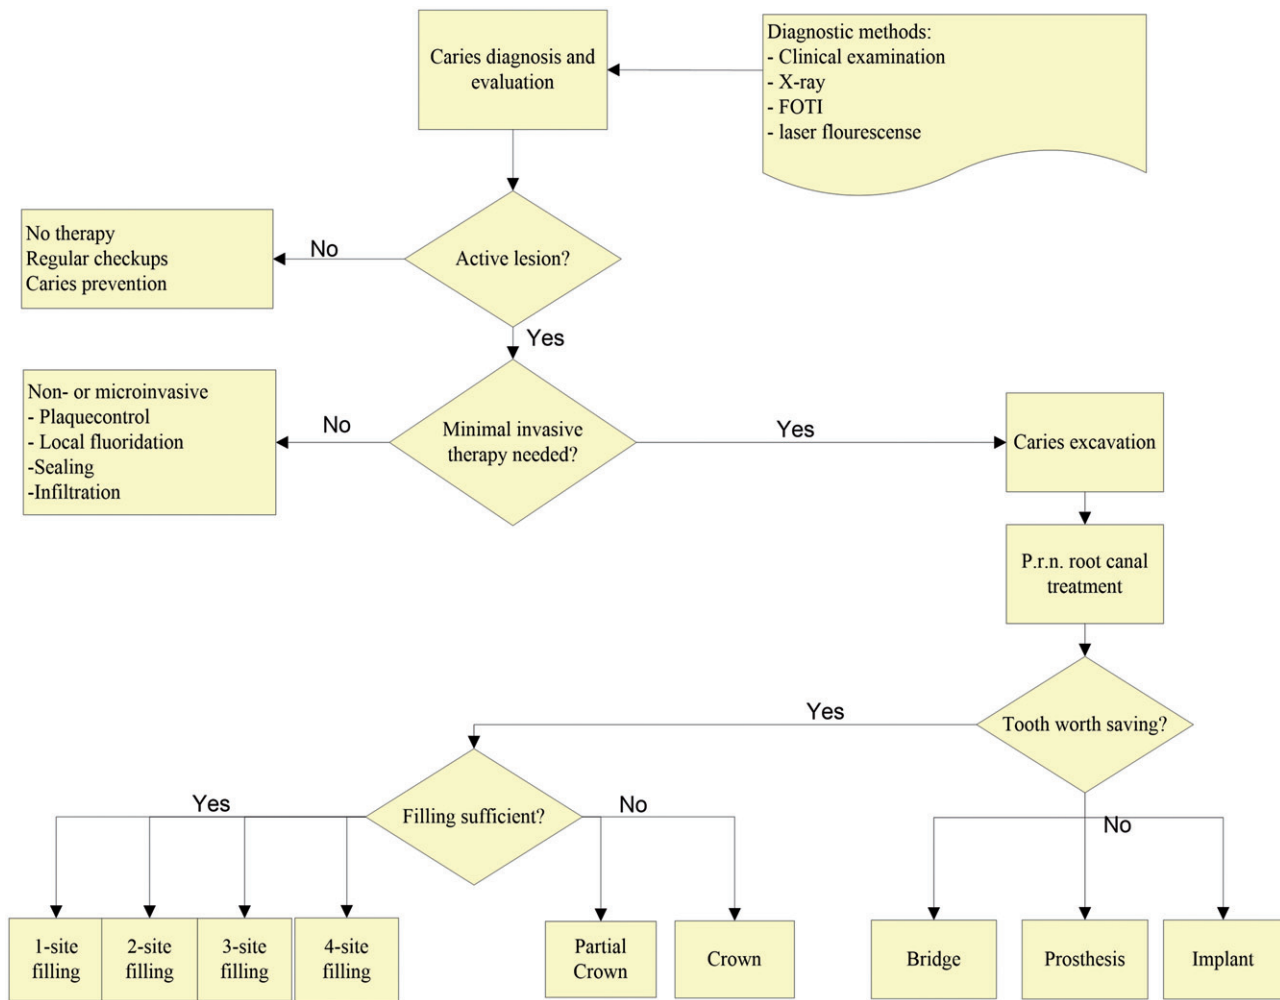 Caries diagnosis and
evaluation
Diagnostic methods:
- Clinical examination
- X-ray
- FOTI
- laser flourescense
No therapy
Regular checkups
Caries prevention
No
Active lesion?
Yes
Non- or microinvasive
- Plaquecontrol
- Local fluoridation
-Sealing
-Infiltration
No
Minimal invasive
therapy needed?
Yes
Caries excavation
P.r.n. root canal
treatment
Tooth worth saving?
Yes
No
Filling sufficient?
Yes
No
1-site
filling
2-site
filling
3-site
filling
4-site
filling
Partial
Crown
Crown
Bridge
Prosthesis
Implant